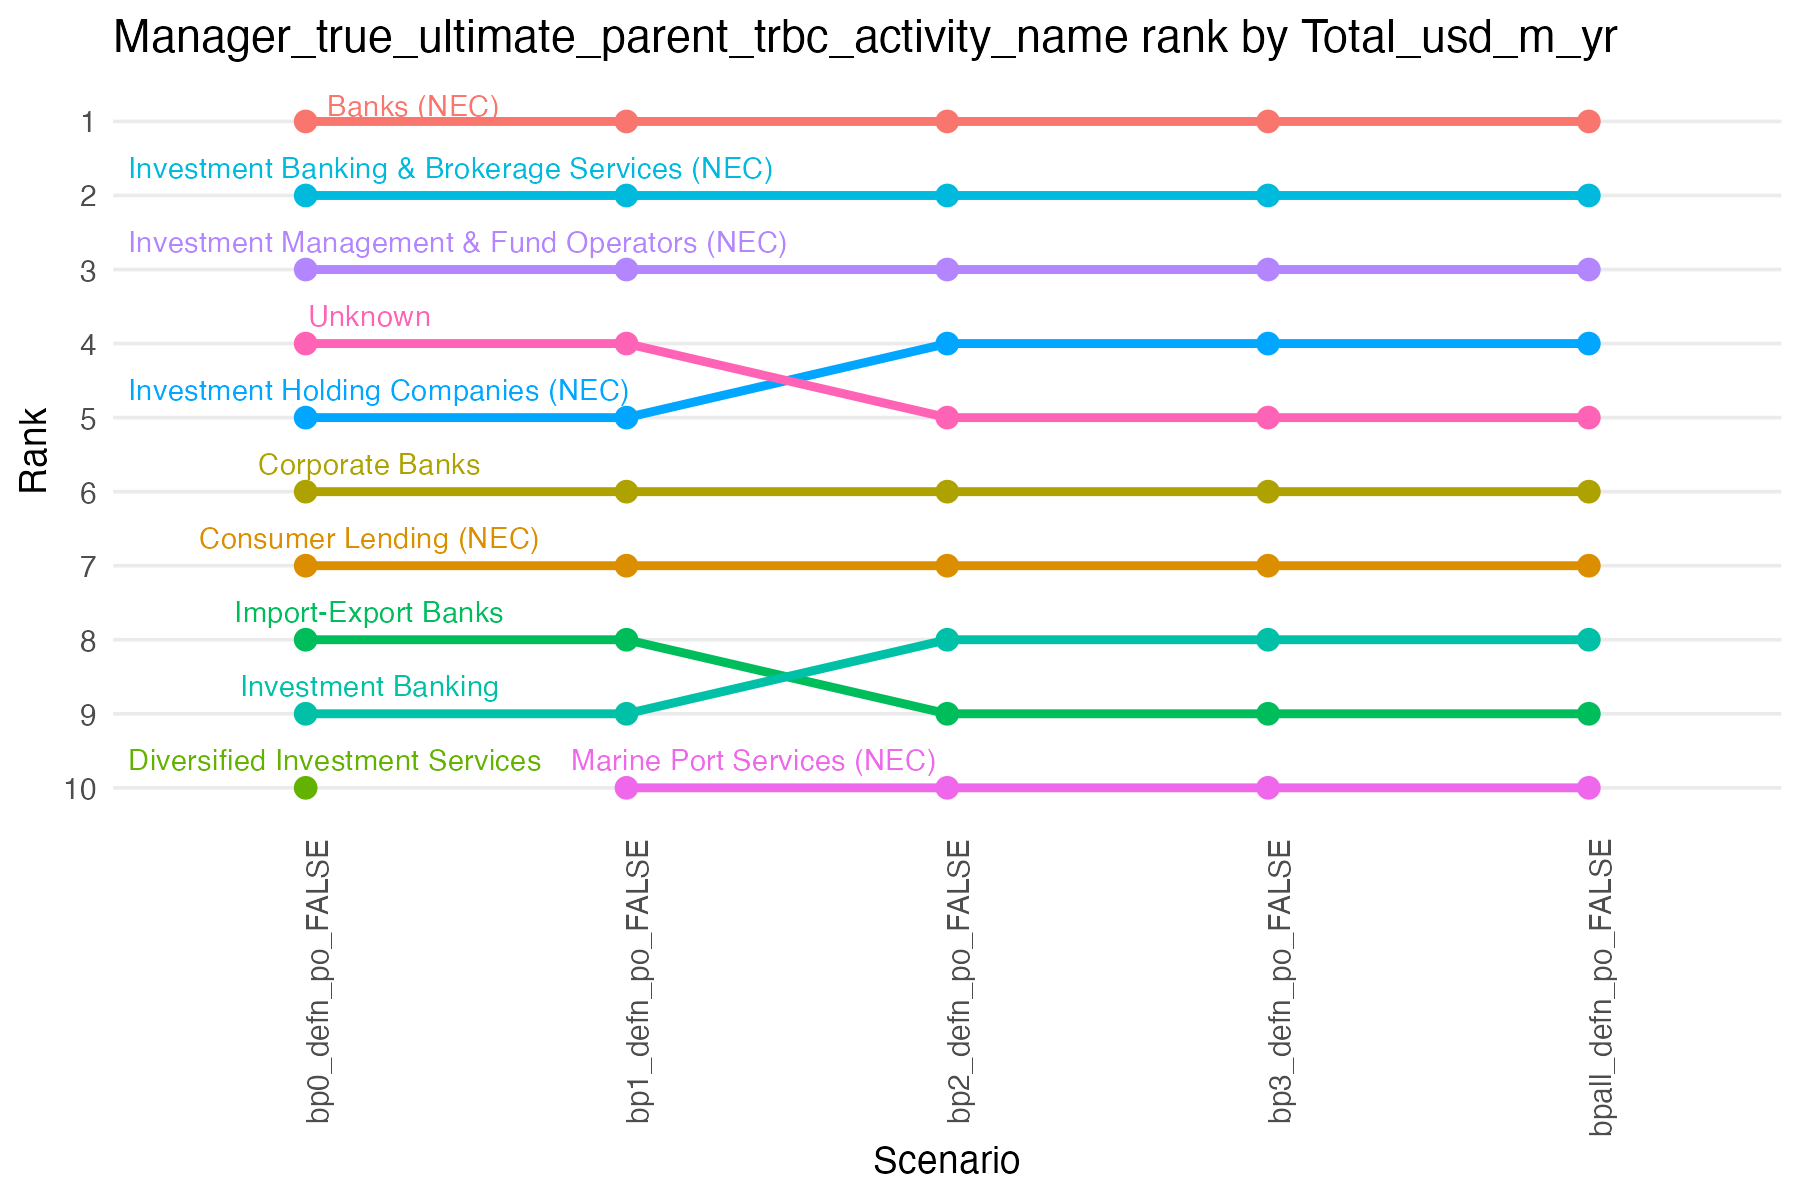 Manager_true_ultimate_parent_trbc_activity_name rank by Total_usd_m_yr
Rank
1
2
3
4
5
6
7
8
9
10
Banks (NEC)
Investment Banking & Brokerage Services (NEC)
Investment Management & Fund Operators (NEC)
Unknown
Investment Holding Companies (NEC)
Corporate Banks
Consumer Lending (NEC)
Import-Export Banks
Investment Banking
Diversified Investment Services
Marine Port Services (NEC)
bp0_defn_po_FALSE
bp1_defn_po_FALSE
bp2_defn_po_FALSE
bp3_defn_po_FALSE
bpall_defn_po_FALSE
Scenario